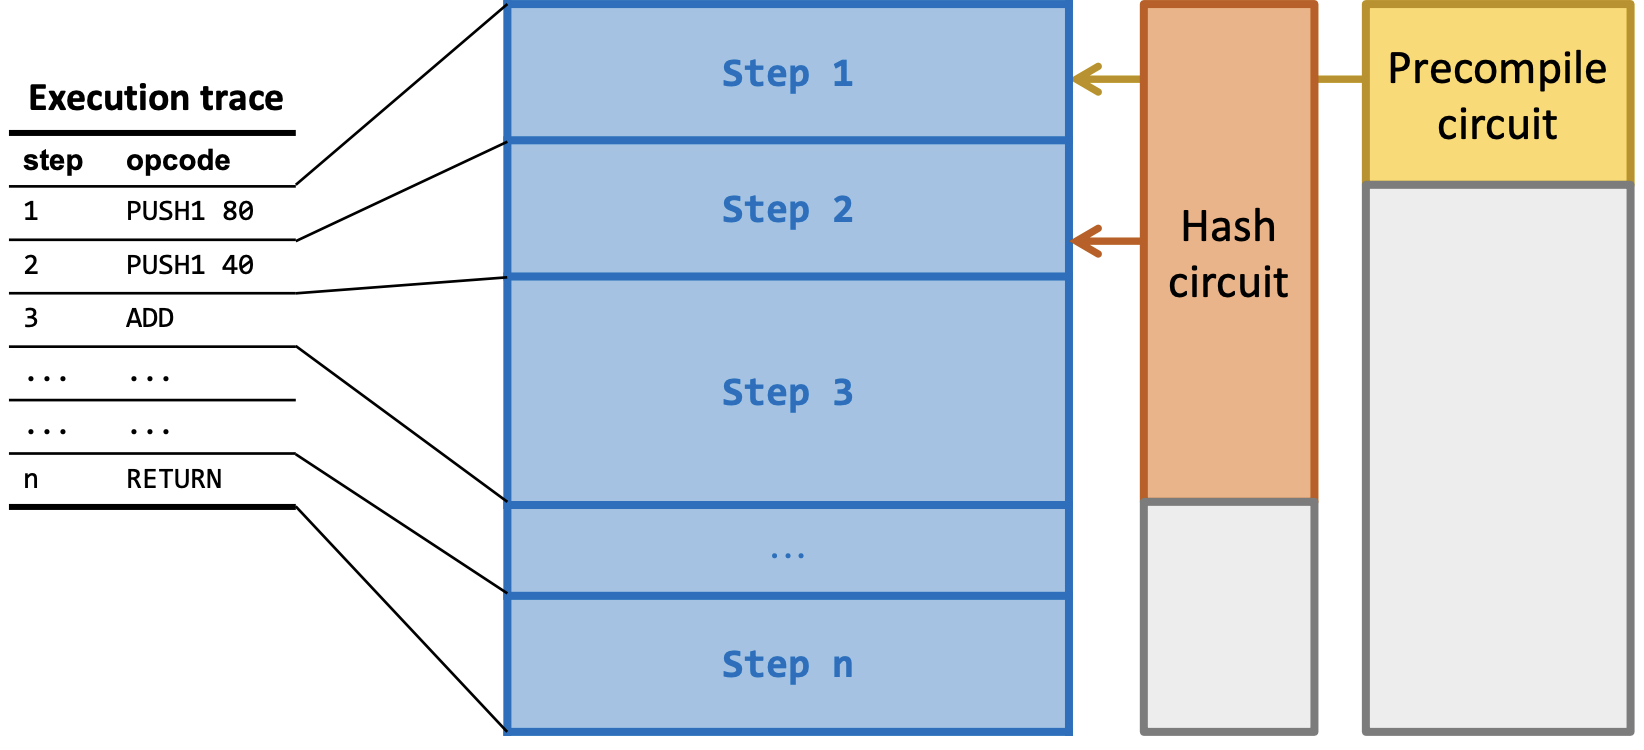 Execution trace
step opcode
1 PUSH1 80
2 PUSH1 40
3 ADD
... ...
... ...
n RETURN
Step 1
Step 2
Step 3
...
Step n
Hash
circuit
Precompile
circuit